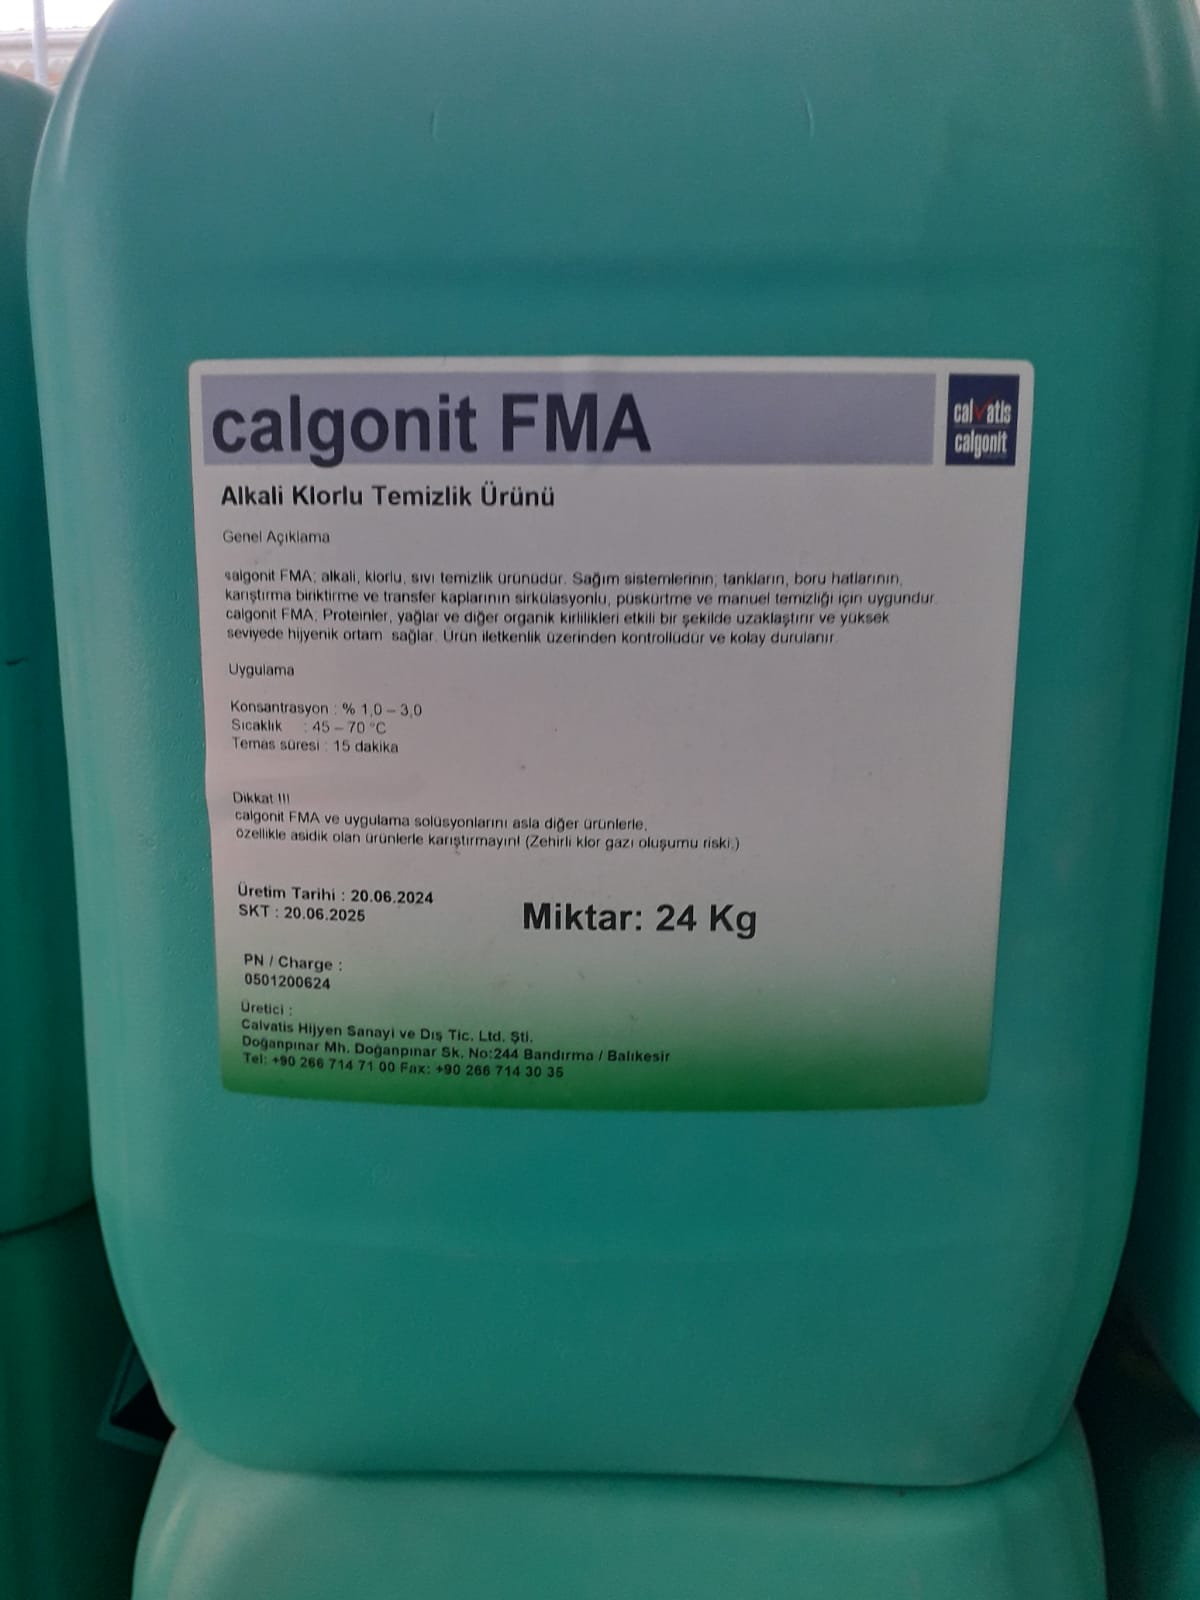 calgonit FMA
calvatis
calgonit
Alkali Klorlu Temizlik Ürünü
Genel Açıklama
calgonit FMA; alkali, klorlu, sıvı temizlik ürünüdür. Sağım sistemlerinin; tankların, boru hatlarının,
karıştırma biriktirme ve transfer kaplarının sirkülasyonlu, püskürtme ve manuel temizliği için uygundur.
calgonit FMA; Proteinler, yağlar ve diğer organik kirlilikleri etkili bir şekilde uzaklaştırır ve yüksek
seviyede hijyenik ortam sağlar. Ürün iletkenlik üzerinden kontrollüdür ve kolay durulanır.
Uygulama
Konsantrasyon : % 1,0 – 3,0
Sıcaklık : 45 – 70 °C
Temas süresi : 15 dakika
Dikkat !!!
calgonit FMA ve uygulama solüsyonlarını asla diğer ürünlerle,
özellikle asidik olan ürünlerle karıştırmayın! (Zehirli klor gazı oluşumu riski.)
Üretim Tarihi : 20.06.2024
SKT : 20.06.2025
Miktar: 24 Kg
PN / Charge :
0501200624
Üretici :
Calvatis Hijyen Sanayi ve Dış Tic. Ltd. Şti.
Doğanpınar Mh. Doğanpınar Sk. No:244 Bandırma / Balıkesir
Tel: +90 266 714 71 00 Fax: +90 266 714 30 35